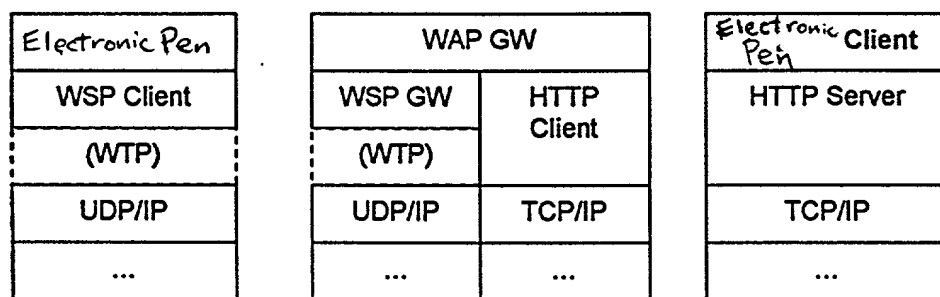 Electronic Pen
WSP Client
(WTP)
UDP/IP
...
WAP GW
WSP GW
(WTP)
UDP/IP
...
HTTP
Client
TCP/IP
...
Electronic
Pen Client
HTTP Server
TCP/IP
...